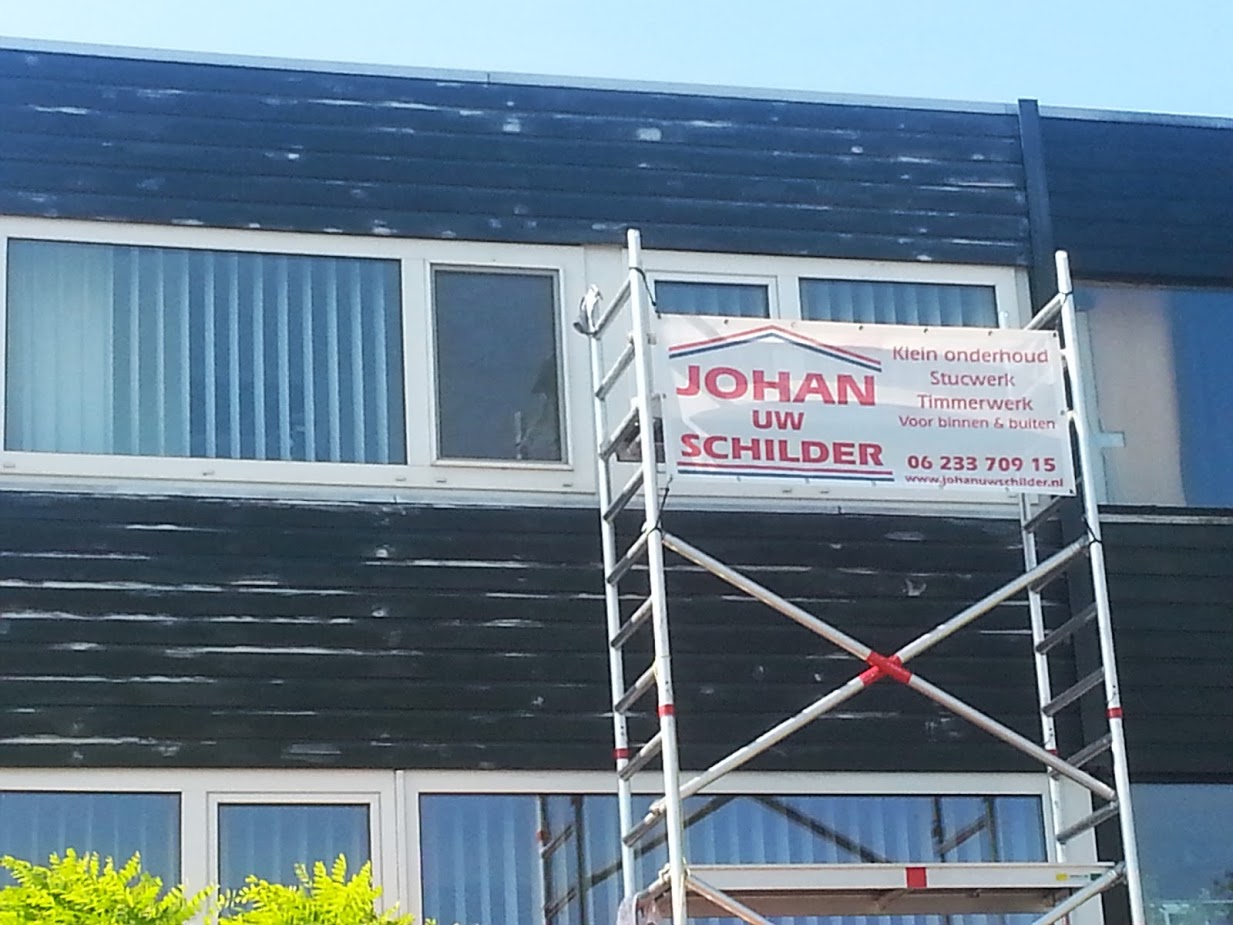 JOHAN
UW
SCHILDER
Klein onderhoud
Stucwerk
Timmerwerk
Voor binnen & buiten
06 233 709 15
www.johanuwschilder.nl